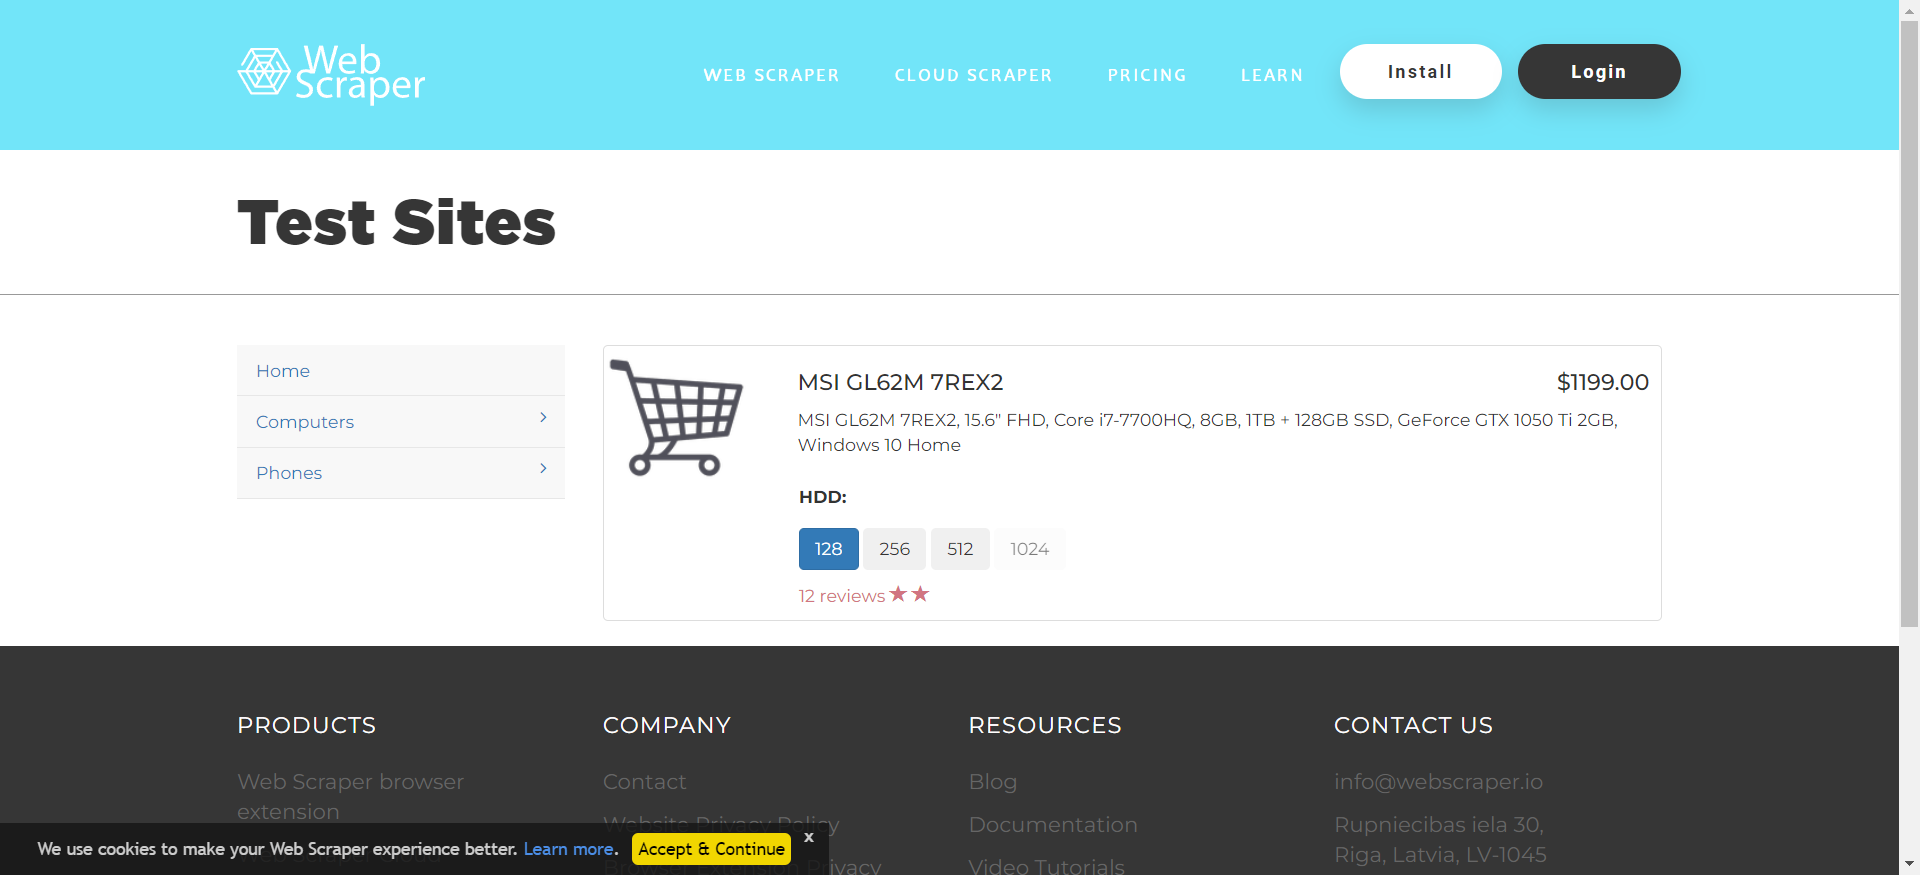 Web
Scraper
WEB SCRAPER
CLOUD SCRAPER
PRICING
LEARN
Install
Login
Test Sites
Home
Computers
Phones
MSI GL62M 7REX2
$1199.00
MSI GL62M 7REX2, 15.6" FHD, Core i7-7700HQ, 8GB, 1TB + 128GB SSD, GeForce GTX 1050 Ti 2GB,
Windows 10 Home
HDD:
128
256
512
1024
12 reviews
PRODUCTS
Web Scraper browser
extension
Web Scraper Cloud
COMPANY
Contact
Website Privacy Policy
Browser Extension Privacy
RESOURCES
Blog
Documentation
Video Tutorials
CONTACT US
info@webscraper.io
Rupniecibas iela 30,
Riga, Latvia, LV-1045
We use cookies to make your Web Scraper experience better. Learn more.
Accept & Continue
x